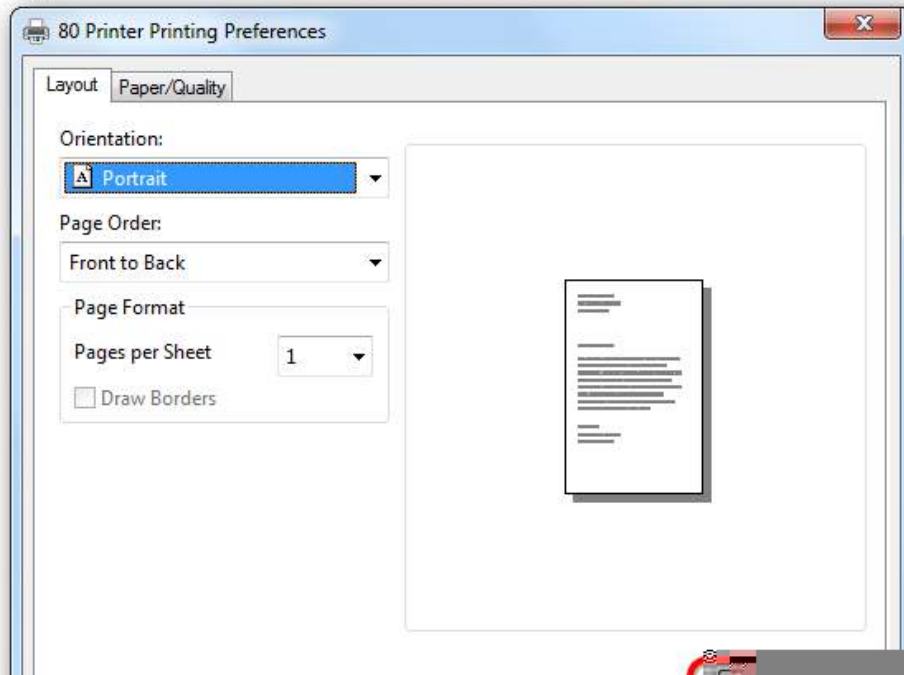 80 Printer Printing Preferences
Layout Paper/Quality
Orientation:
Portrait
Page Order:
Front to Back
Page Format
Pages per Sheet 1
Draw Borders